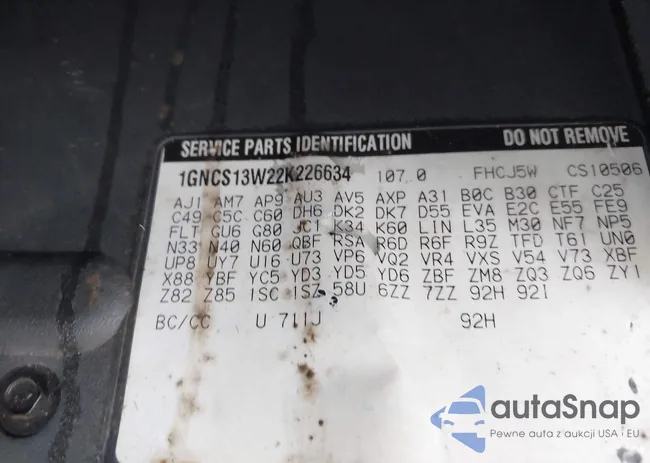 SERVICE PARTS IDENTIFICATION DO NOT REMOVE
1GNCS13W22K226634 107.0 FHCJ5W CS10506
AJ1 AM7 AP9 AU3 AV5 AXP A31 B0C B30 CTF C25
C49 C5C C60 DH6 DK2 DK7 D55 EVA E2C E55 FE9
FLT GU6 G80 JC1 K34 K60 L1N L35 M30 NF7 NP5
N33 N40 N60 QBF RSA R6D R6F R9Z TFD T61 UN0
UP8 UY7 U16 U73 VP6 VQ2 VR4 VXS V54 V73 XBF
X88 YBF YC5 YD3 YD5 YD6 ZBF ZM8 ZQ3 ZQ6 ZY1
Z82 Z85 1SC 1SZ 58U 6ZZ 7ZZ 92H 92I
BC/CC U 711J 92H
autaSnap
Pewne auta z aukcji USA i EU